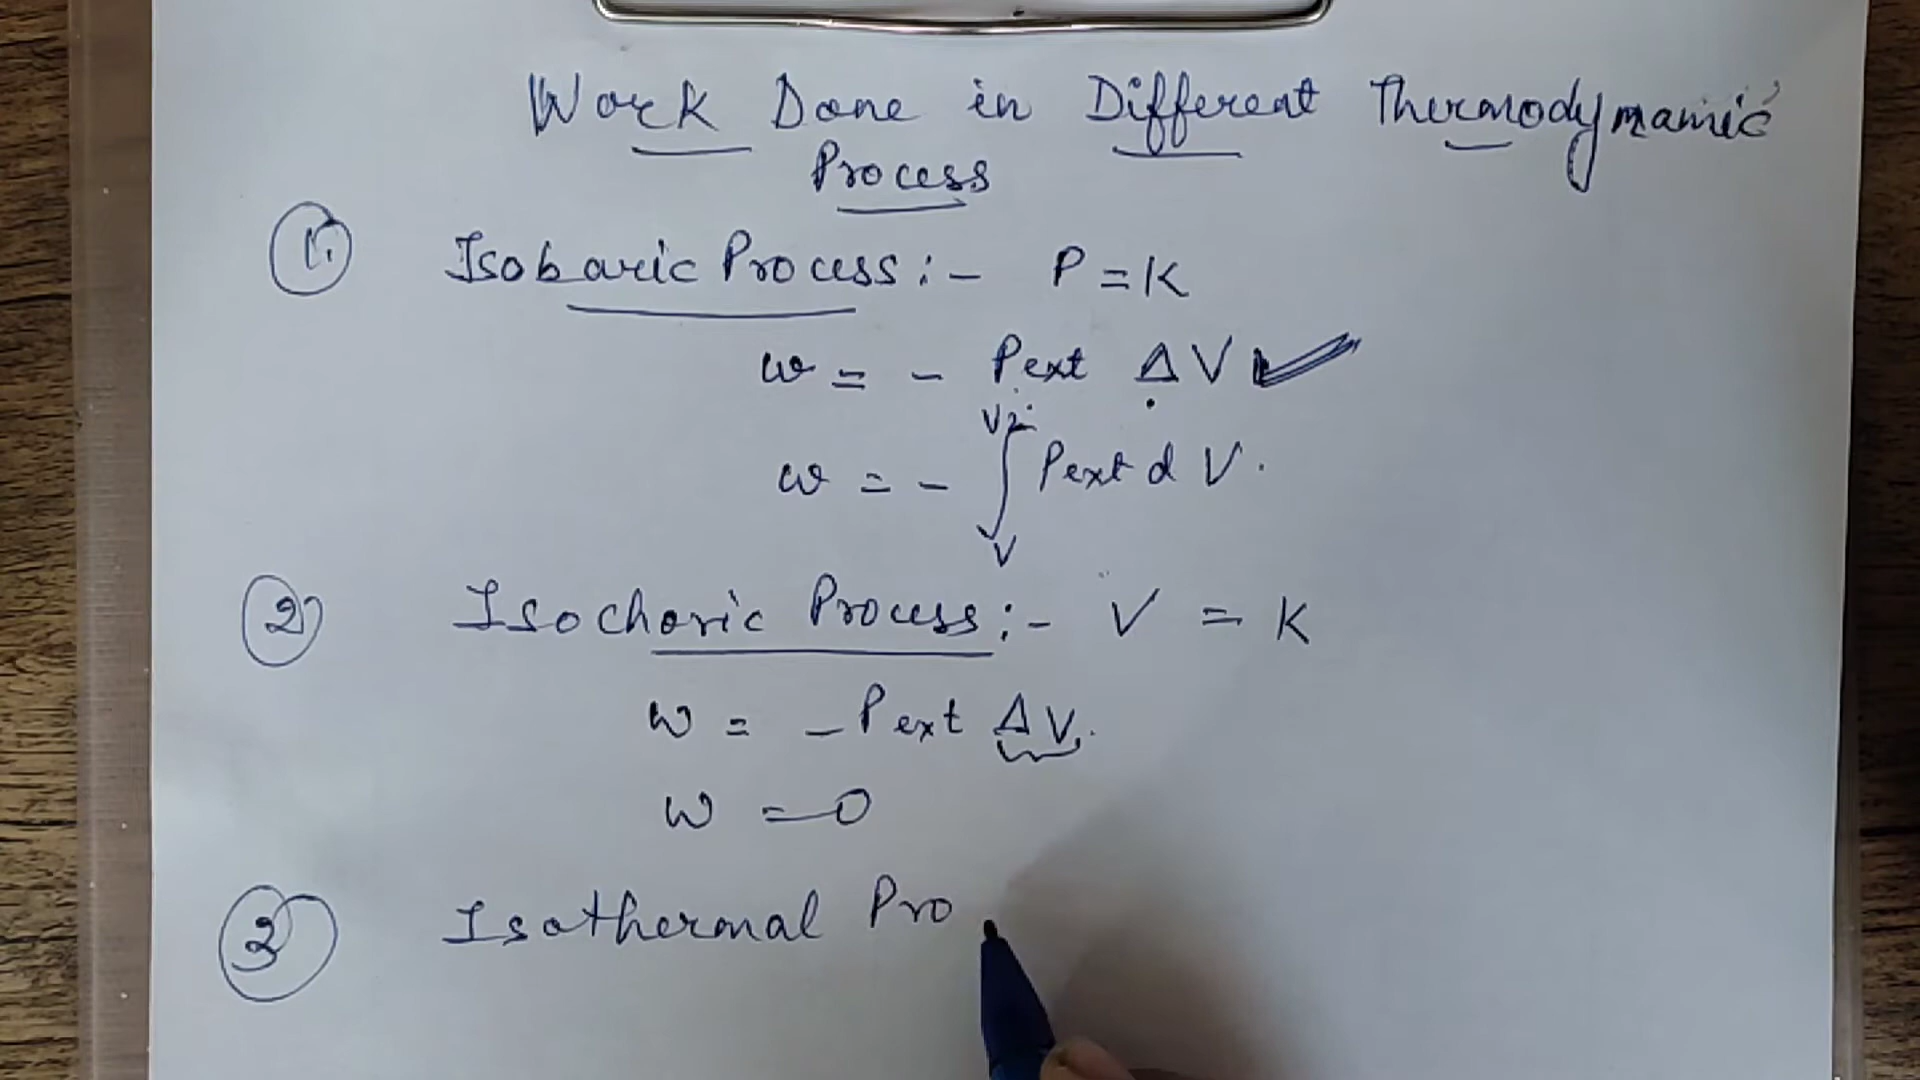 Work Done in Different Thermodynamic
Process
1. Isobaric Process :- P = K
w = - Pext ΔV ✓
w = - ∫ V2 V Pext d V.
2) Isochoric Process :- V = K
w = - Pext ΔV.
w = 0
3 Isothermal Pro